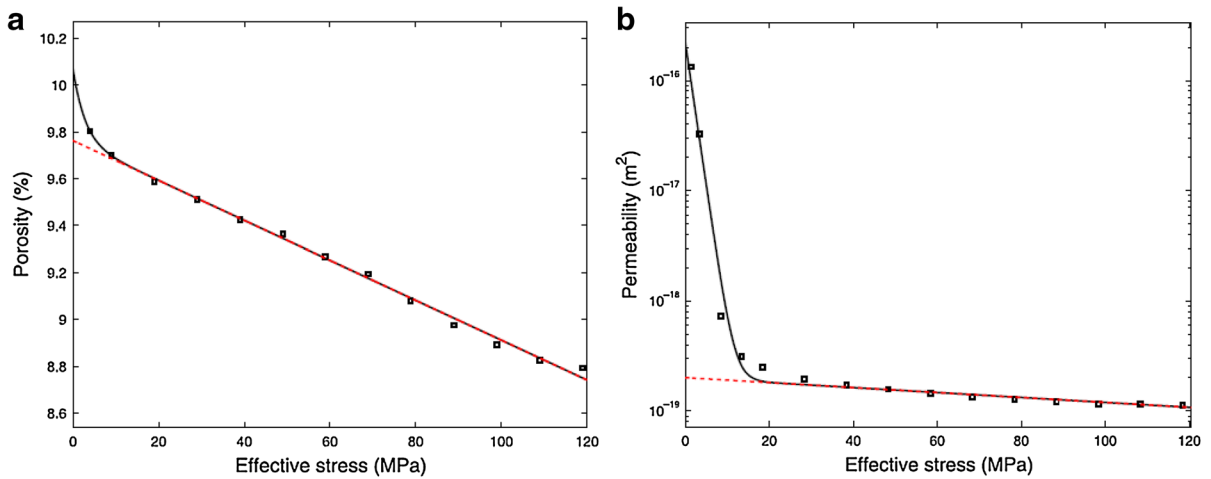 a
10.2
10
9.8
9.6
9.4
9.2
9
8.8
8.6
0 20 40 60 80 100 120
Porosity (%)
Effective stress (MPa)
b
10⁻¹⁶
10⁻¹⁷
10⁻¹⁸
10⁻¹⁹
0 20 40 60 80 100 120
Permeability (m²)
Effective stress (MPa)